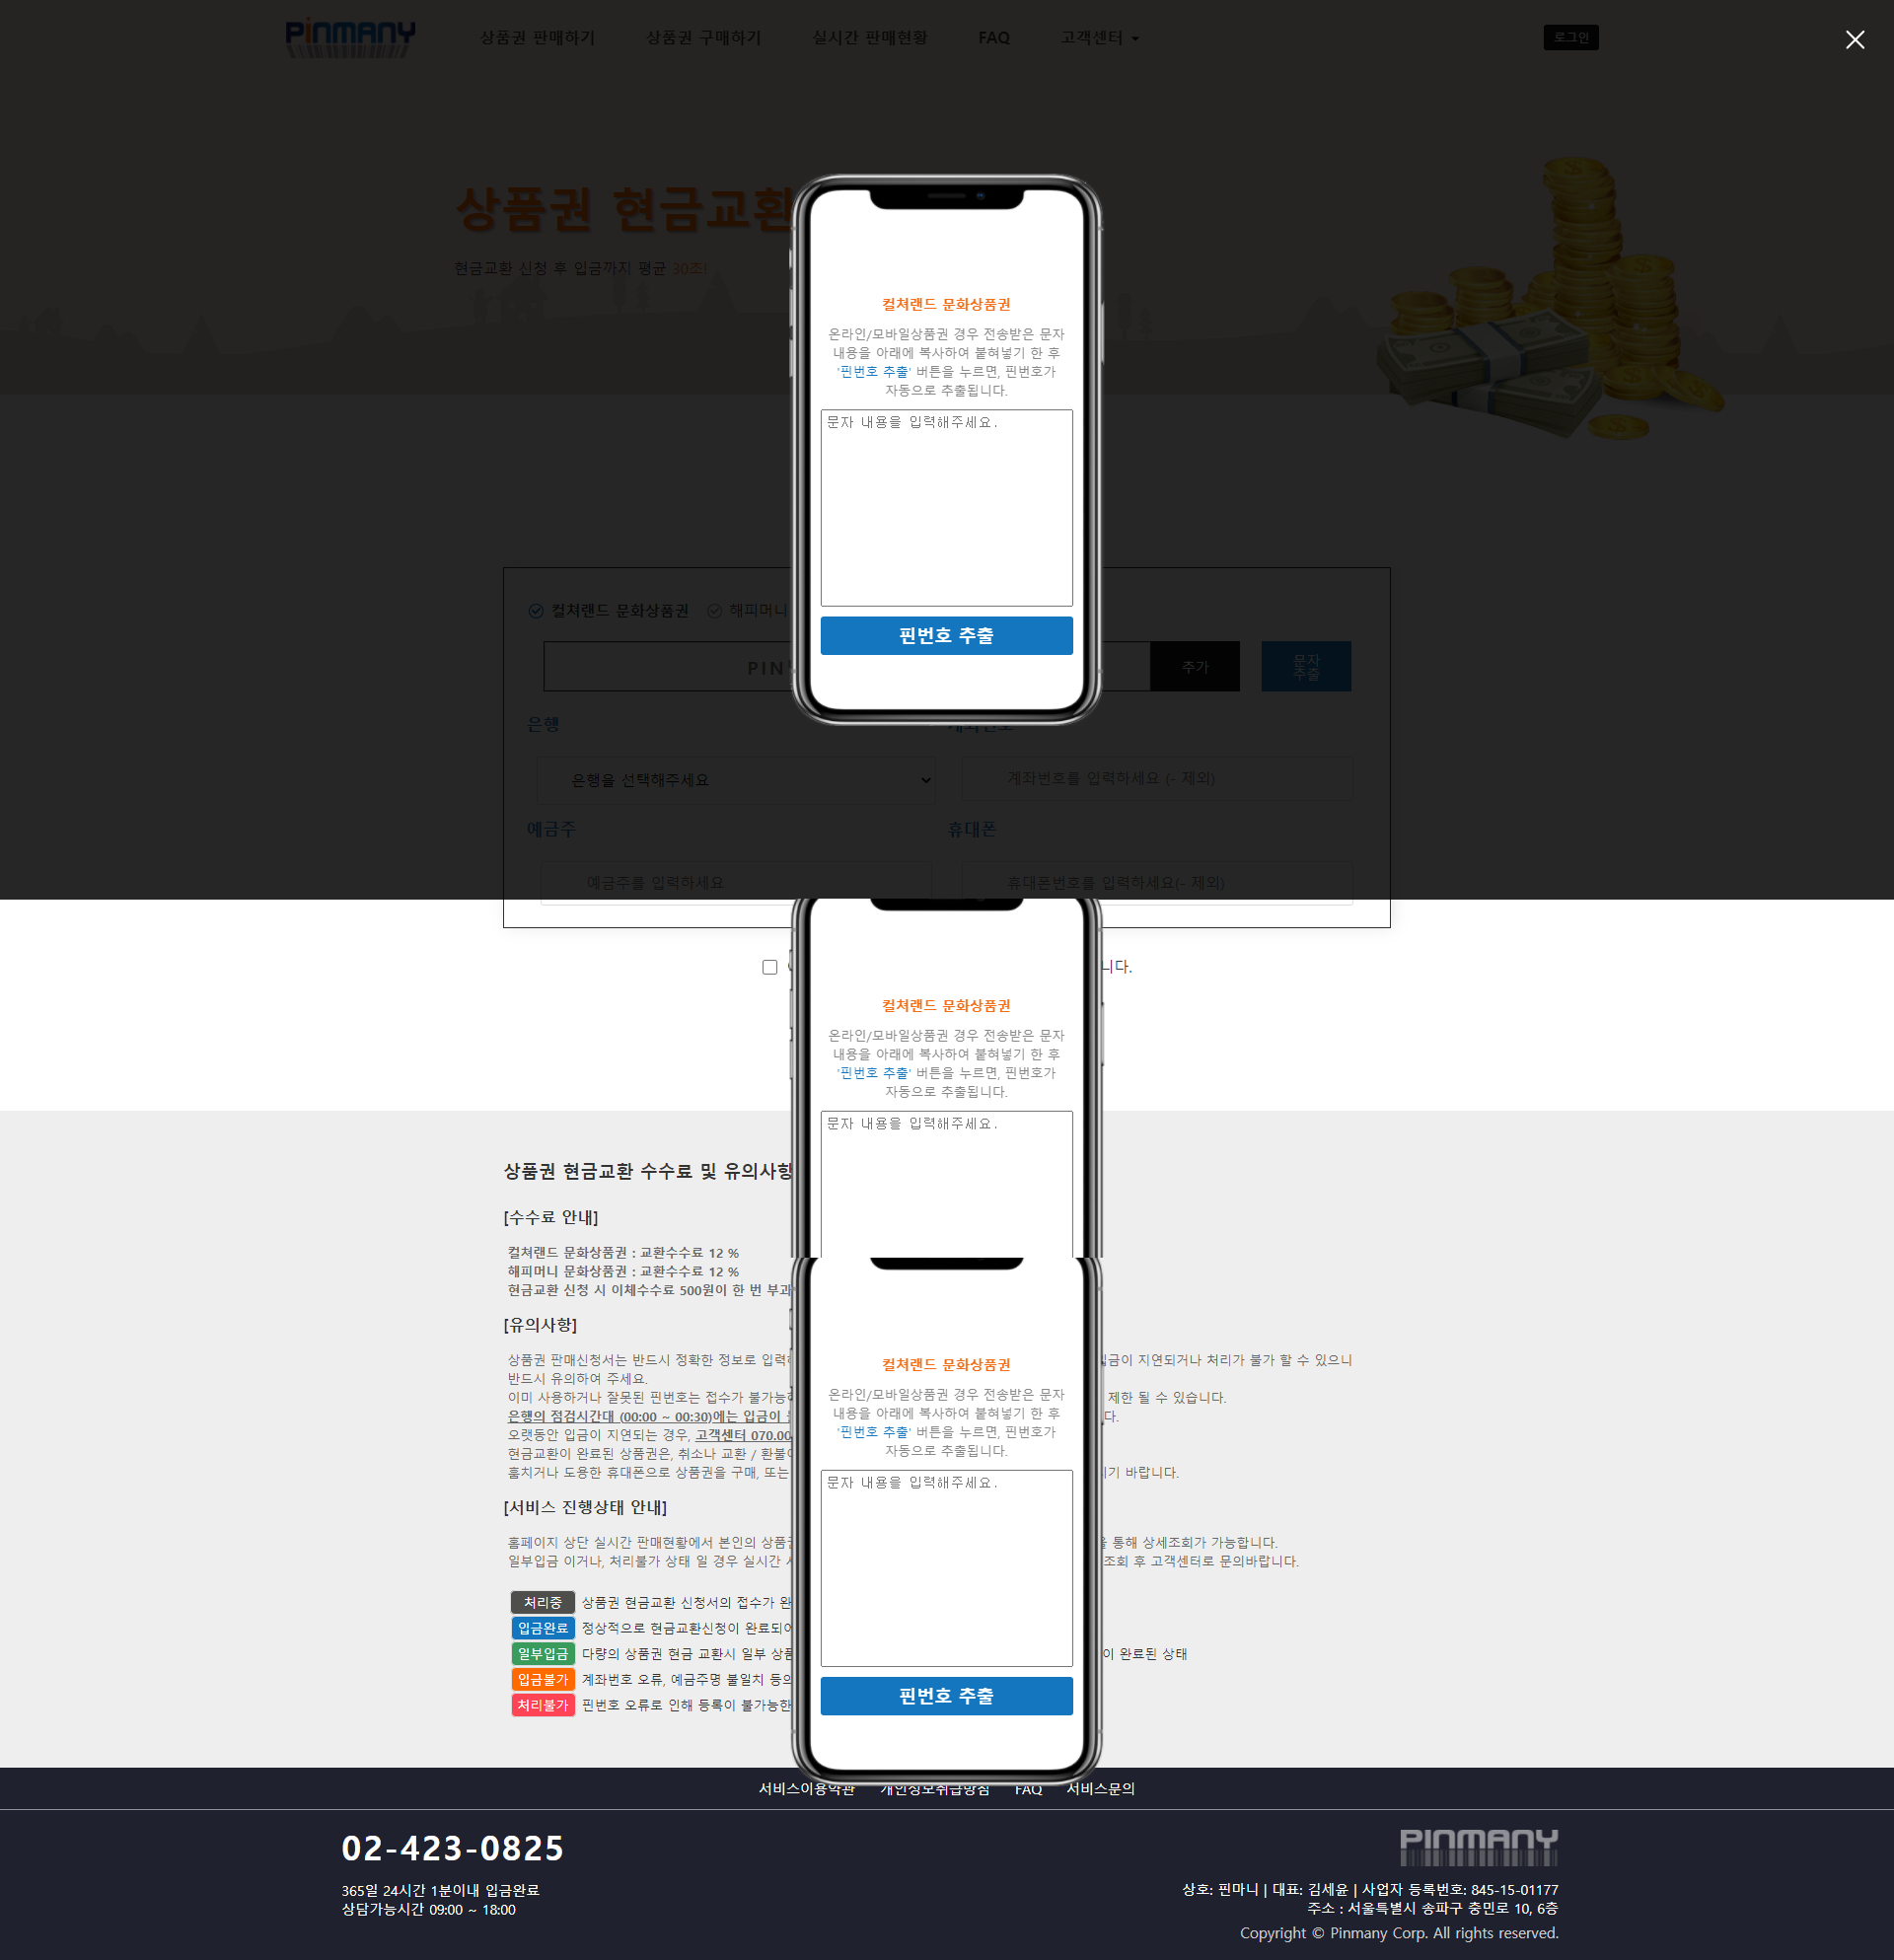 PINMANY
상품권 판매하기
상품권 구매하기
실시간 판매현황
FAQ
고객센터
로그인
상품권 현금교환
현금교환 신청 후 입금까지 평균 30초!
컬쳐랜드 문화상품권
온라인/모바일상품권 경우 전송받은 문자
내용을 아래에 복사하여 붙혀넣기 한 후
'핀번호 추출' 버튼을 누르면, 핀번호가
자동으로 추출됩니다.
문자 내용을 입력해주세요.
핀번호 추출
컬쳐랜드 문화상품권
해피머니
PIN
추가
문자
추출
은행
계좌번호
은행을 선택해주세요
계좌번호를 입력하세요 (- 제외)
예금주
휴대폰
예금주를 입력하세요
휴대폰번호를 입력하세요(- 제외)
니다.
컬쳐랜드 문화상품권
온라인/모바일상품권 경우 전송받은 문자
내용을 아래에 복사하여 붙혀넣기 한 후
'핀번호 추출' 버튼을 누르면, 핀번호가
자동으로 추출됩니다.
문자 내용을 입력해주세요.
상품권 현금교환 수수료 및 유의사항
[수수료 안내]
컬쳐랜드 문화상품권 : 교환수수료 12 %
해피머니 문화상품권 : 교환수수료 12 %
현금교환 신청 시 이체수수료 500원이 한 번 부과
[유의사항]
상품권 판매신청서는 반드시 정확한 정보로 입력 입금이 지연되거나 처리가 불가 할 수 있으니
반드시 유의하여 주세요.
이미 사용하거나 잘못된 핀번호는 접수가 불가능 제한 될 수 있습니다.
은행의 점검시간대 (00:00 ~ 00:30)에는 입금이 다.
오랫동안 입금이 지연되는 경우, 고객센터 070.00
현금교환이 완료된 상품권은, 취소나 교환 / 환불
훔치거나 도용한 휴대폰으로 상품권을 구매, 또는 기 바랍니다.
컬쳐랜드 문화상품권
온라인/모바일상품권 경우 전송받은 문자
내용을 아래에 복사하여 붙혀넣기 한 후
'핀번호 추출' 버튼을 누르면, 핀번호가
자동으로 추출됩니다.
문자 내용을 입력해주세요.
핀번호 추출
[서비스 진행상태 안내]
홈페이지 상단 실시간 판매현황에서 본인의 상품권 통해 상세조회가 가능합니다.
일부입금 이거나, 처리불가 상태 일 경우 실시간 조회 후 고객센터로 문의바랍니다.
처리중 상품권 현금교환 신청서의 접수가 완
입금완료 정상적으로 현금교환신청이 완료되어
일부입금 다량의 상품권 현금 교환시 일부 상품 이 완료된 상태
입금불가 계좌번호 오류, 예금주명 불일치 등의
처리불가 핀번호 오류로 인해 등록이 불가능한
서비스이용약관
개인정보취급방침
FAQ
서비스문의
02-423-0825
365일 24시간 1분이내 입금완료
상담가능시간 09:00 ~ 18:00
PINMANY
상호: 핀마니 | 대표: 김세윤 | 사업자 등록번호: 845-15-01177
주소 : 서울특별시 송파구 충민로 10, 6층
Copyright © Pinmany Corp. All rights reserved.